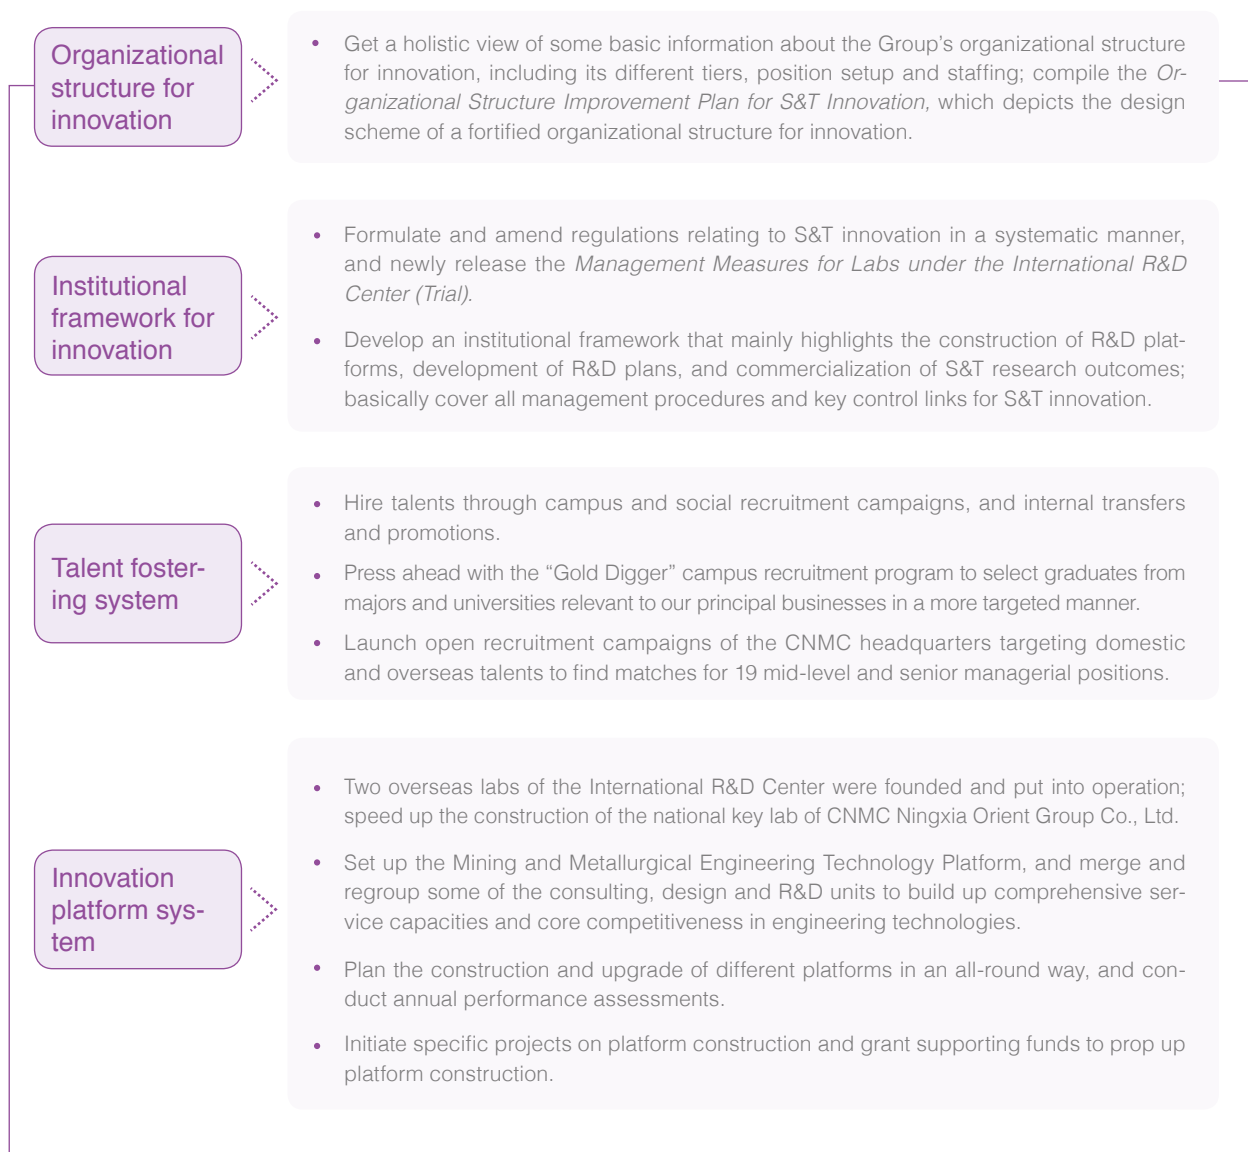 Organizational
structure for
innovation
• Get a holistic view of some basic information about the Group's organizational structure
for innovation, including its different tiers, position setup and staffing; compile the Or-
ganizational Structure Improvement Plan for S&T Innovation, which depicts the design
scheme of a fortified organizational structure for innovation.
Institutional
framework for
innovation
• Formulate and amend regulations relating to S&T innovation in a systematic manner,
and newly release the Management Measures for Labs under the International R&D
Center (Trial).
• Develop an institutional framework that mainly highlights the construction of R&D plat-
forms, development of R&D plans, and commercialization of S&T research outcomes;
basically cover all management procedures and key control links for S&T innovation.
Talent foster-
ing system
• Hire talents through campus and social recruitment campaigns, and internal transfers
and promotions.
• Press ahead with the “Gold Digger” campus recruitment program to select graduates from
majors and universities relevant to our principal businesses in a more targeted manner.
• Launch open recruitment campaigns of the CNMC headquarters targeting domestic
and overseas talents to find matches for 19 mid-level and senior managerial positions.
Innovation
platform sys-
tem
• Two overseas labs of the International R&D Center were founded and put into operation;
speed up the construction of the national key lab of CNMC Ningxia Orient Group Co., Ltd.
• Set up the Mining and Metallurgical Engineering Technology Platform, and merge and
regroup some of the consulting, design and R&D units to build up comprehensive ser-
vice capacities and core competitiveness in engineering technologies.
• Plan the construction and upgrade of different platforms in an all-round way, and con-
duct annual performance assessments.
• Initiate specific projects on platform construction and grant supporting funds to prop up
platform construction.